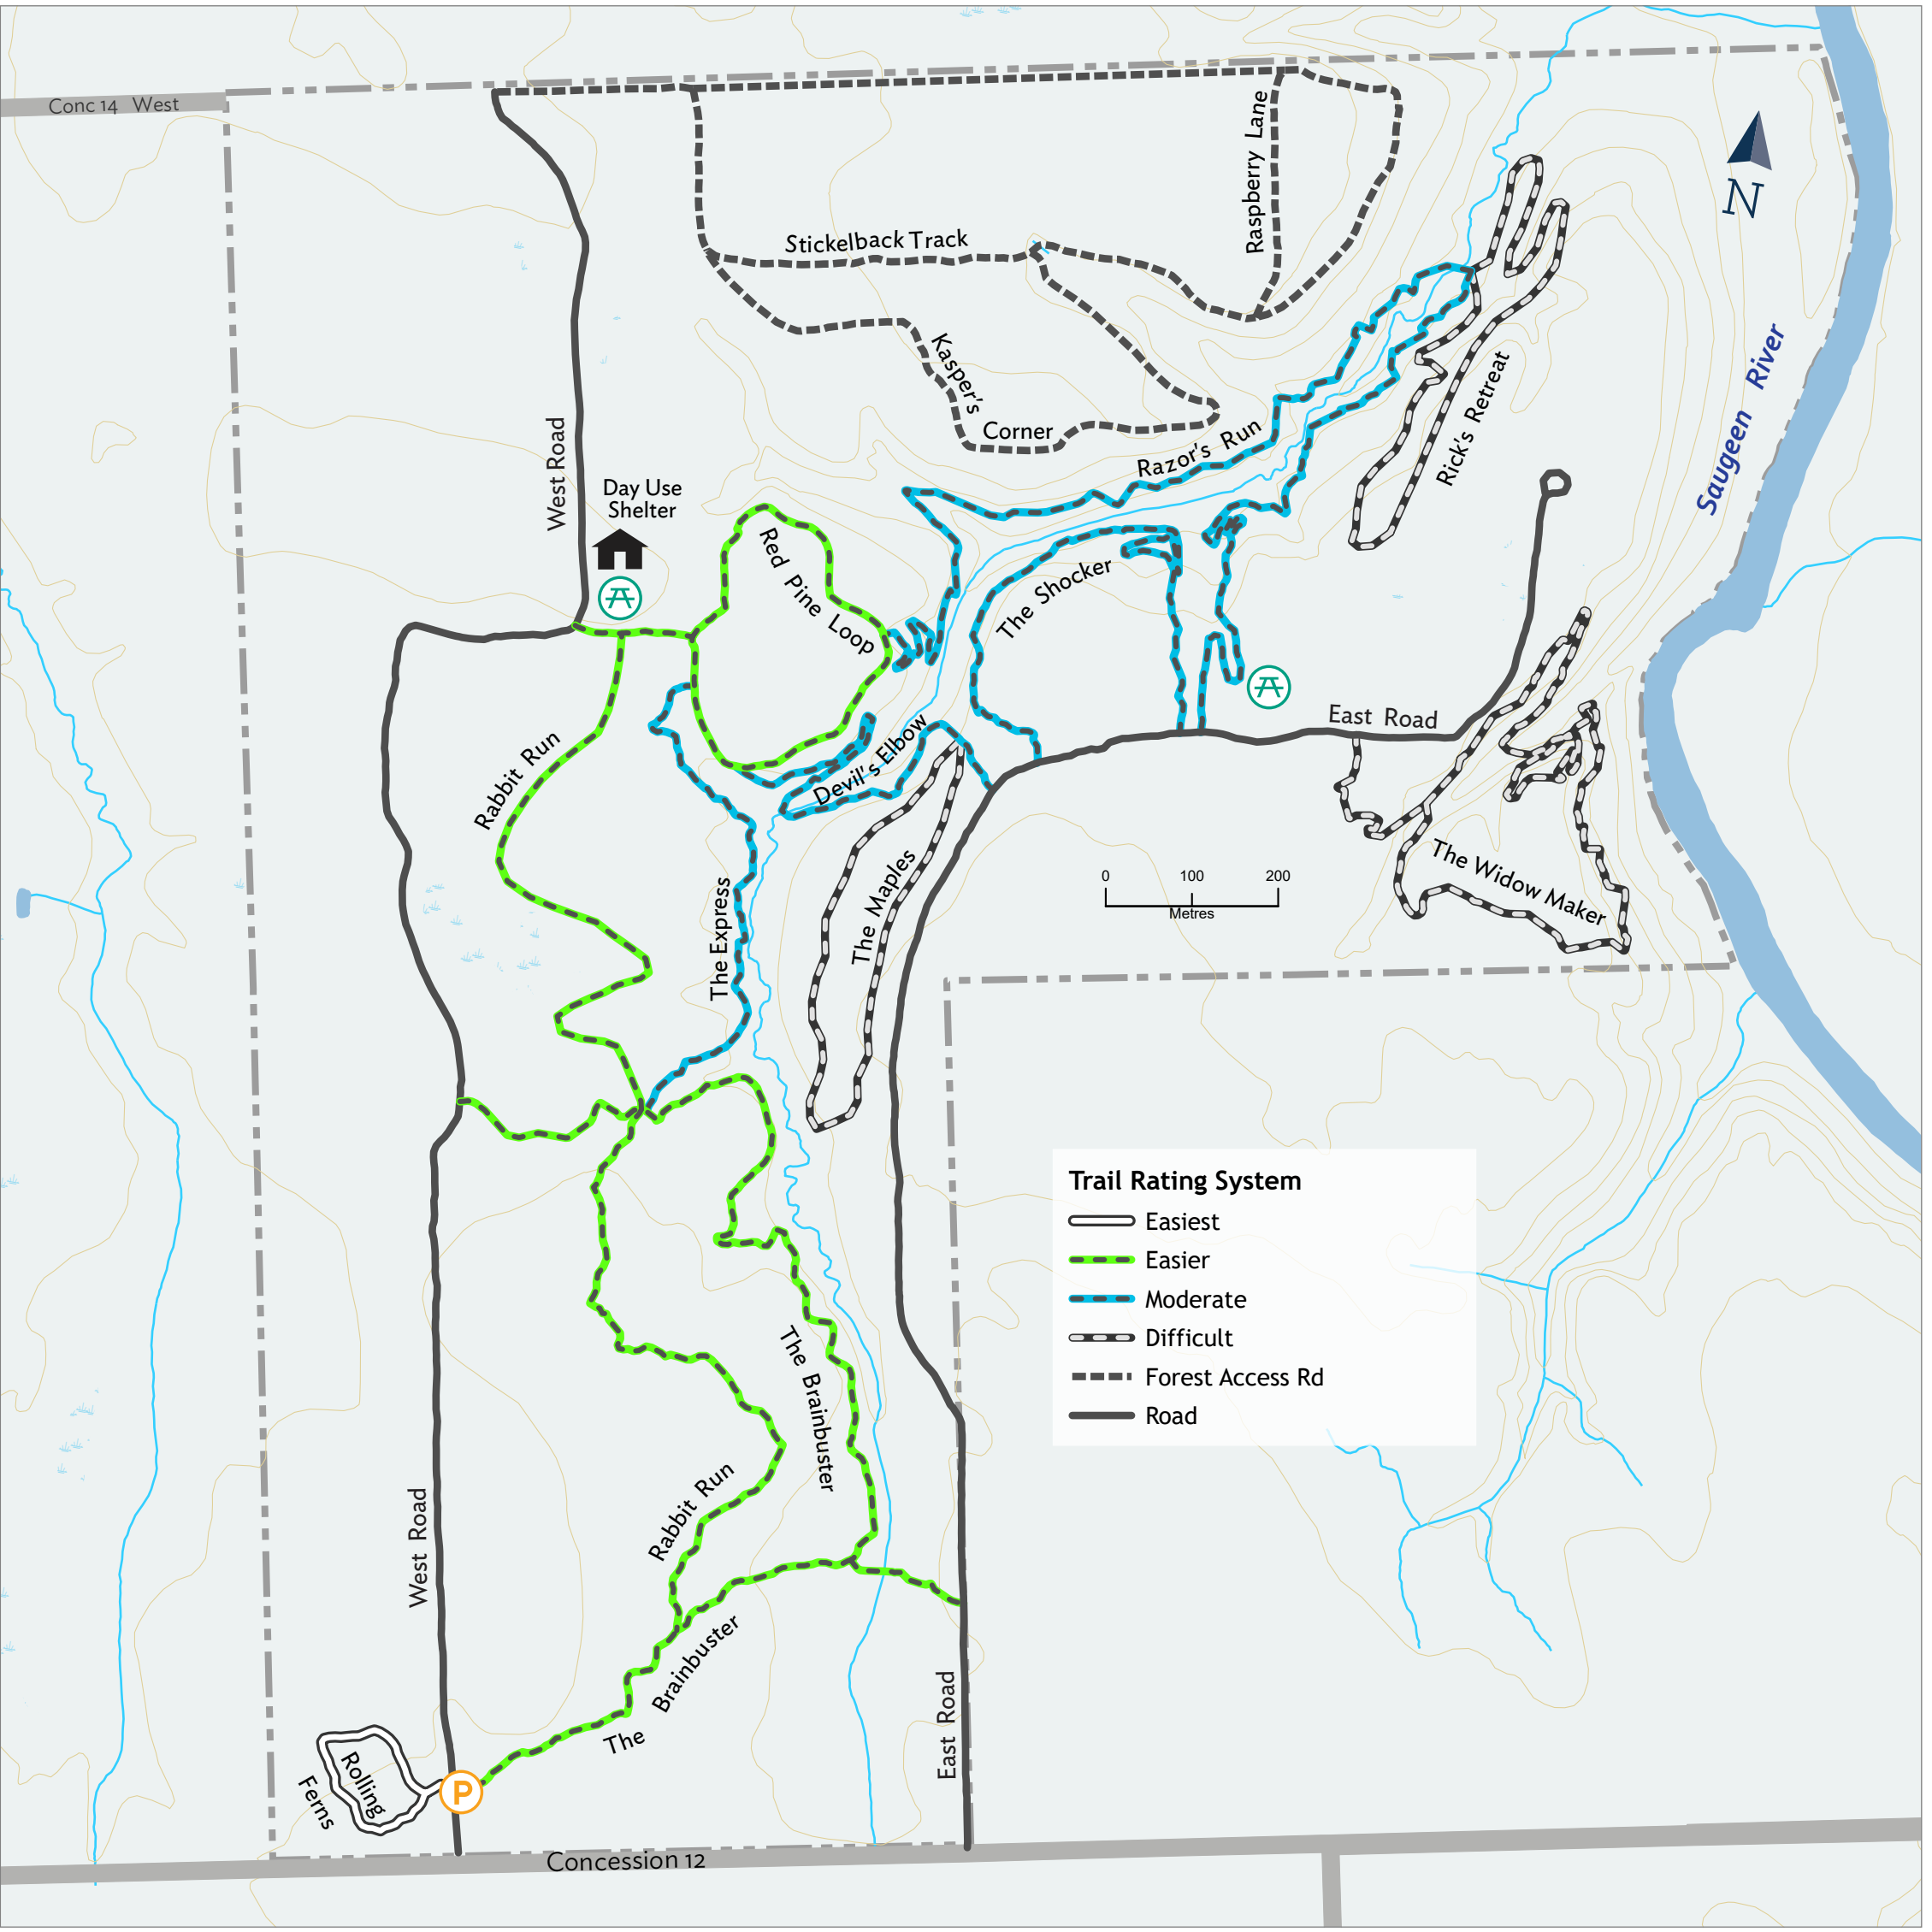 Conc 14 West
Raspberry Lane
N
Stickelback Track
Kasper's
Corner
Rick's Retreat
Saugeen River
West Road
Day Use
Shelter
Razor's Run
Red Pine Loop
The Shocker
East Road
Rabbit Run
Devil's Elbow
The Express
The Maples
0 100 200
Metres
The Widow Maker
Trail Rating System
Easiest
Easier
Moderate
Difficult
Forest Access Rd
Road
The Brainbuster
Rabbit Run
West Road
The
Brainbuster
East Road
Rolling
Ferns
P
Concession 12